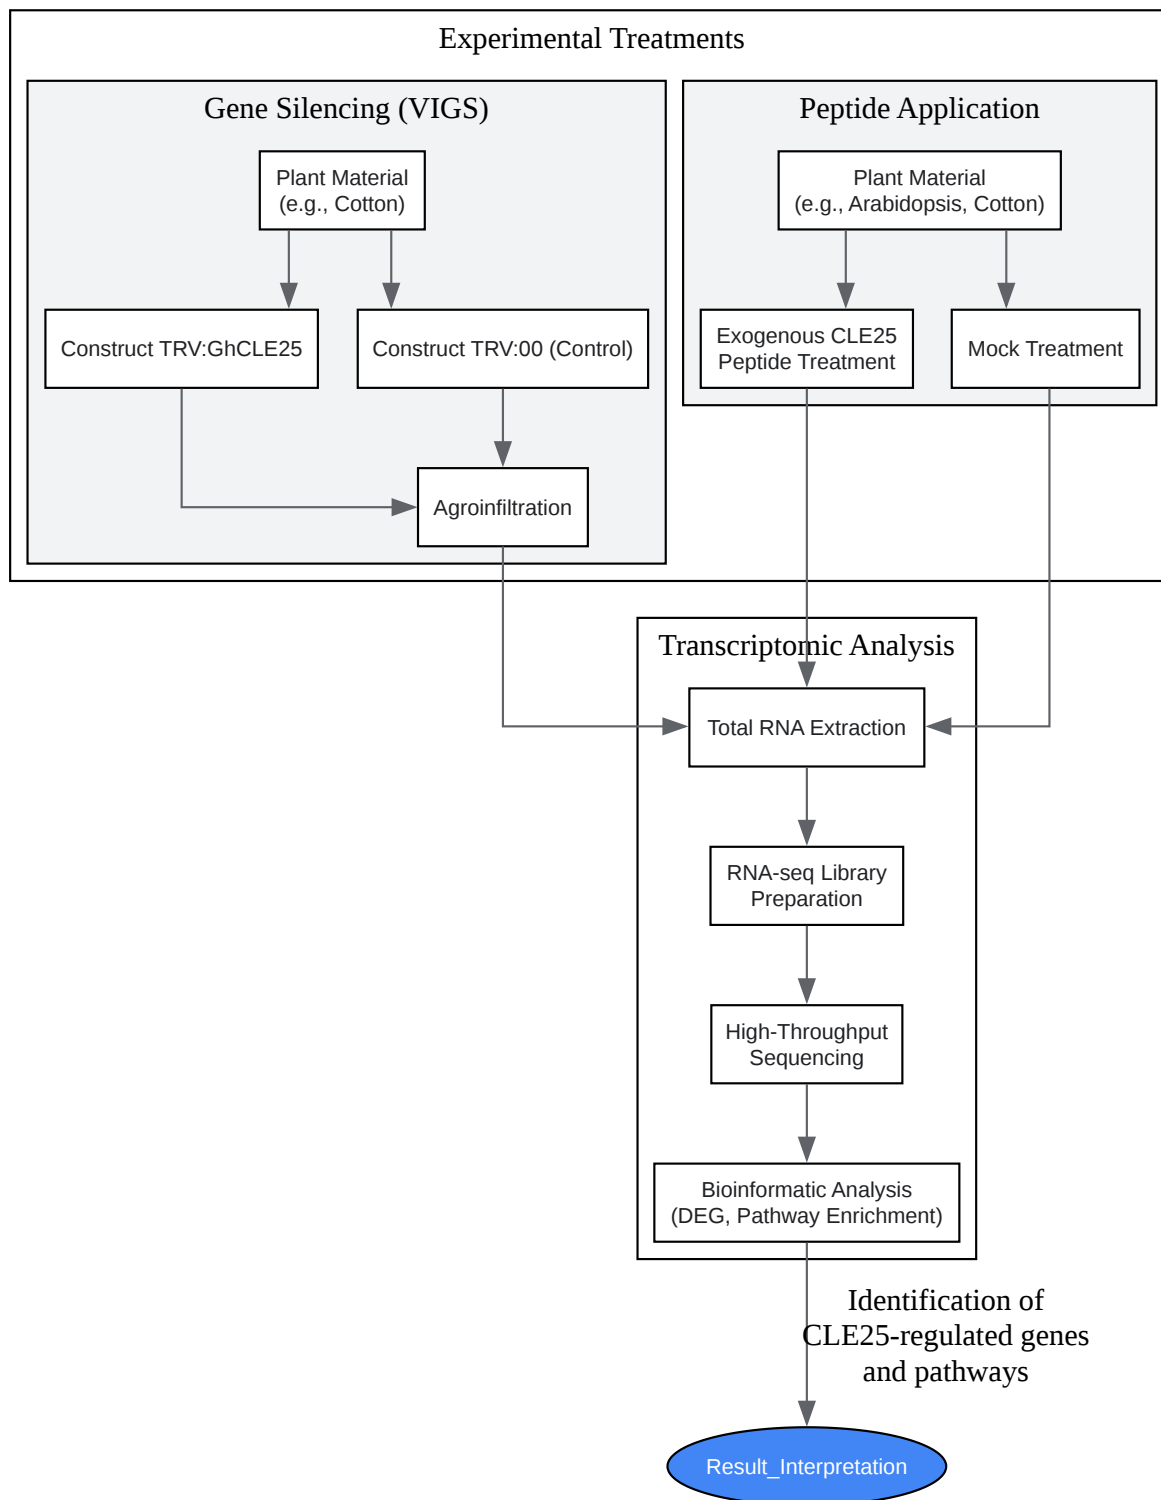 Experimental Treatments
Gene Silencing (VIGS)
Plant Material
(e.g., Cotton)
Construct TRV:GhCLE25
Construct TRV:00 (Control)
Agroinfiltration
Peptide Application
Plant Material
(e.g., Arabidopsis, Cotton)
Exogenous CLE25
Peptide Treatment
Mock Treatment
Transcriptomic Analysis
Total RNA Extraction
RNA-seq Library
Preparation
High-Throughput
Sequencing
Bioinformatic Analysis
(DEG, Pathway Enrichment)
Identification of
CLE25-regulated genes
and pathways
Result_Interpretation